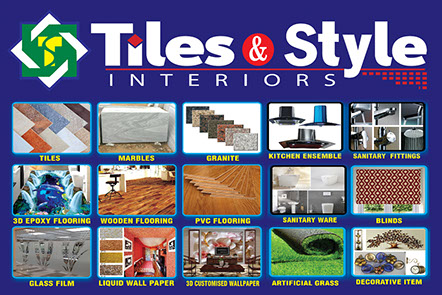 Tiles & Style
INTERIORS
TILES
MARBLES
GRANITE
KITCHEN ENSEMBLE
SANITARY FITTINGS
3D EPOXY FLOORING
WOODEN FLOORING
PVC FLOORING
SANITARY WARE
BLINDS
GLASS FILM
LIQUID WALL PAPER
3D CUSTOMISED WALLPAPER
ARTIFICIAL GRASS
DECORATIVE ITEM